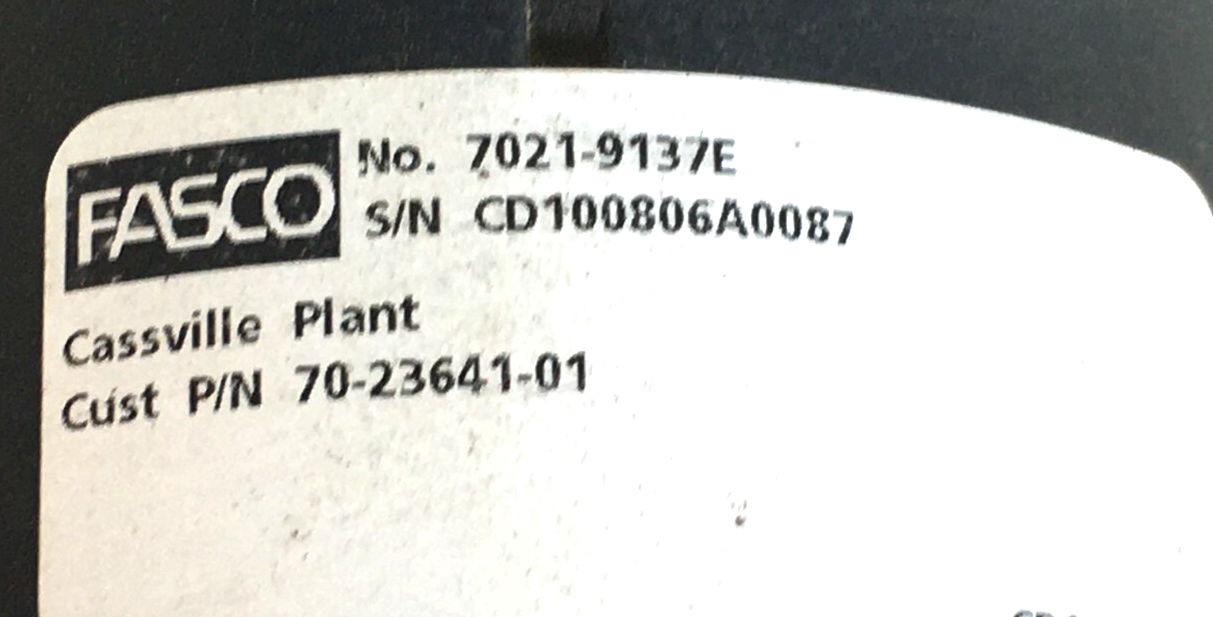 FASCO
No. 7021-9137E
S/N CD100806A0087
Cassville Plant
Cust P/N 70-23641-01